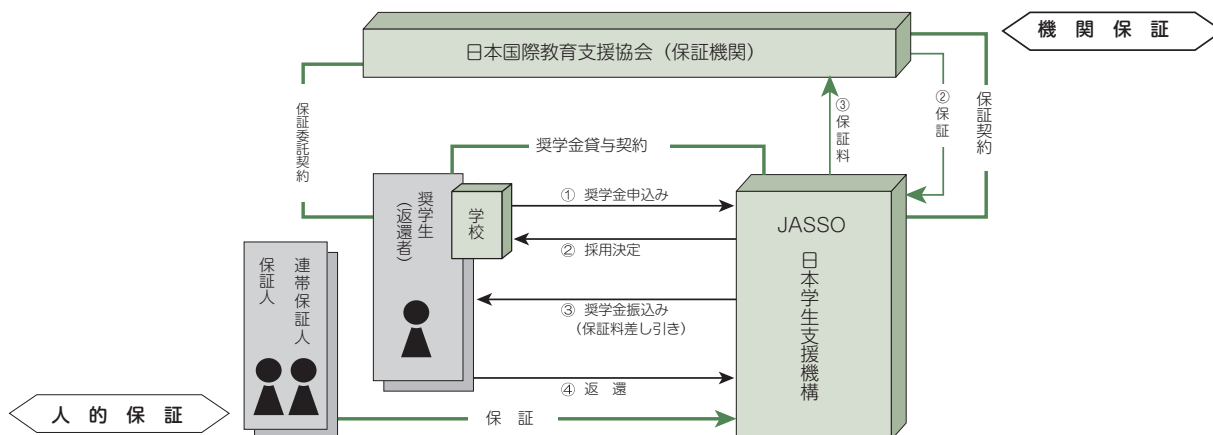 機関保証
日本国際教育支援協会（保証機関）
保証委託契約
③保証料
②保証
保証契約
奨学金貸与契約
奨学生
（返還者）
学校
① 奨学金申込み
② 採用決定
③ 奨学金振込み
（保証料差し引き）
④ 返　還
JASSO
日本学生支援機構
連帯保証人
保証人
人的保証
保　証